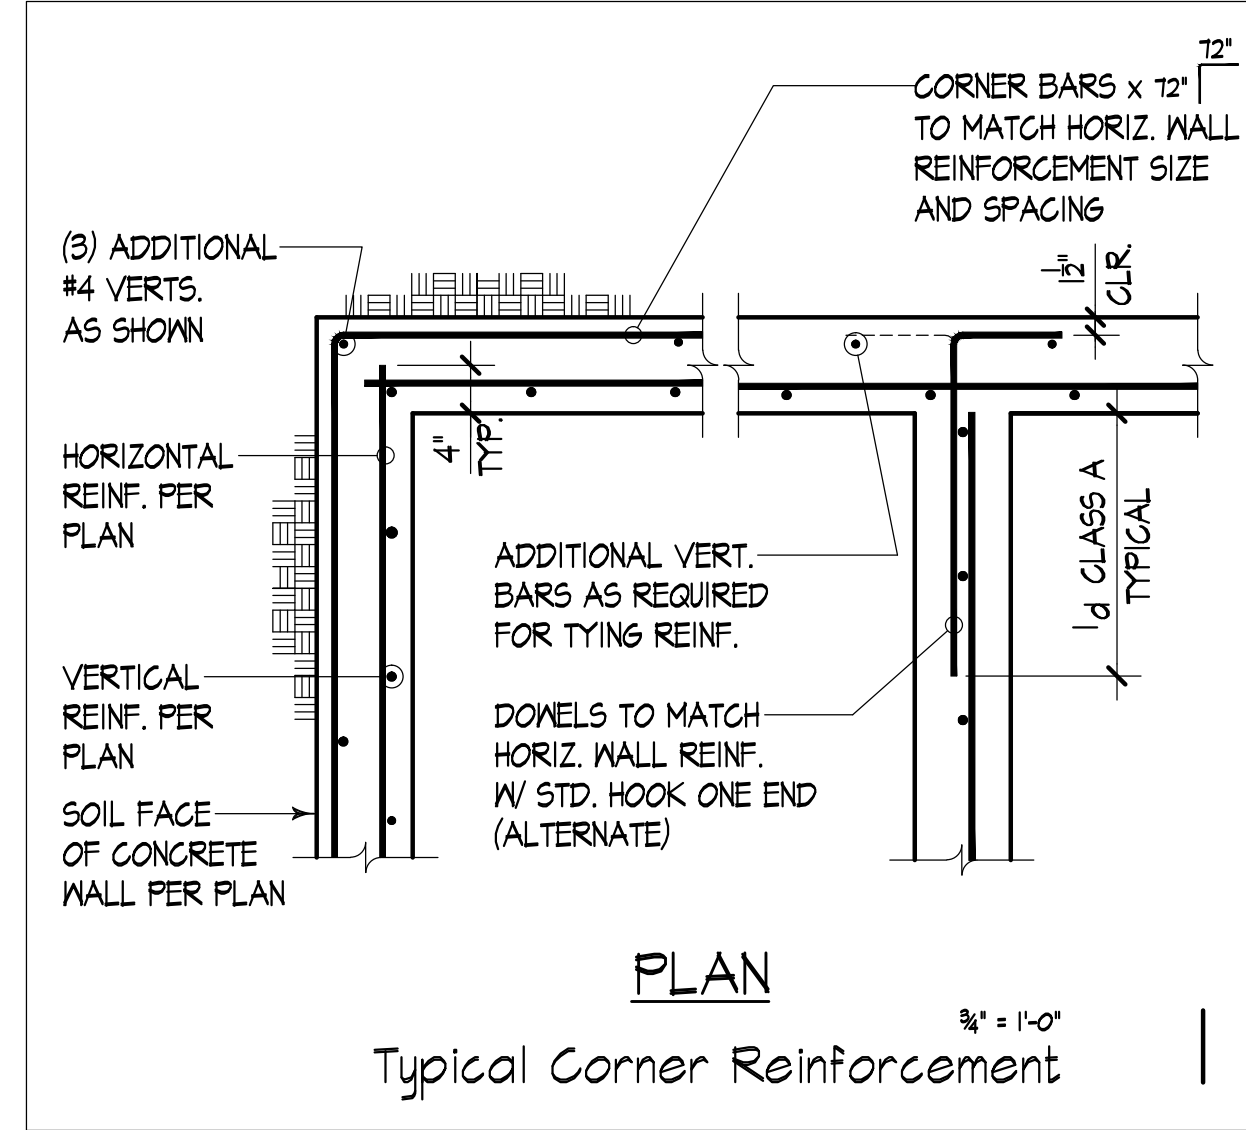 72"
CORNER BARS x 72"
TO MATCH HORIZ. WALL
REINFORCEMENT SIZE
AND SPACING
(3) ADDITIONAL
#4 VERTS.
AS SHOWN
1 1/2"
CLR.
HORIZONTAL
REINF. PER
PLAN
4"
TYP.
ld CLASS A
TYPICAL
ADDITIONAL VERT.
BARS AS REQUIRED
FOR TYING REINF.
VERTICAL
REINF. PER
PLAN
DOWELS TO MATCH
HORIZ. WALL REINF.
W/ STD. HOOK ONE END
(ALTERNATE)
SOIL FACE
OF CONCRETE
WALL PER PLAN
PLAN
3/4" = 1'-0"
Typical Corner Reinforcement